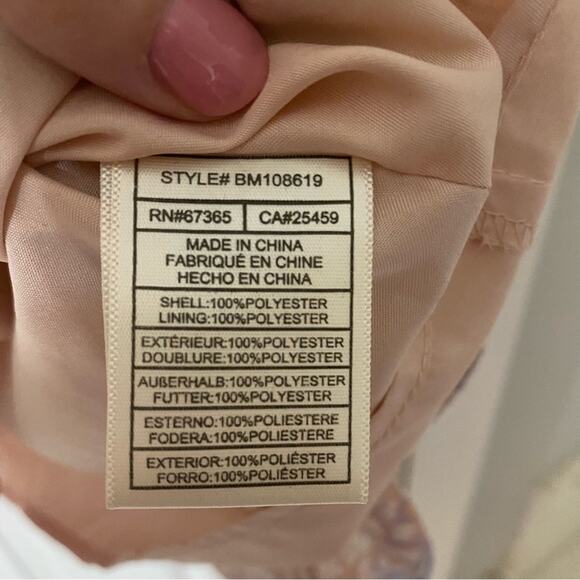 STYLE# BM108619
RN#67365 CA#25459
MADE IN CHINA
FABRIQUÉ EN CHINE
HECHO EN CHINA
SHELL:100%POLYESTER
LINING:100%POLYESTER
EXTÉRIEUR:100%POLYESTER
DOUBLURE:100%POLYESTER
AUßERHALB:100%POLYESTER
FUTTER:100%POLYESTER
ESTERNO:100%POLIESTERE
FODERA:100%POLIESTERE
EXTERIOR:100%POLIÉSTER
FORRO:100%POLIÉSTER